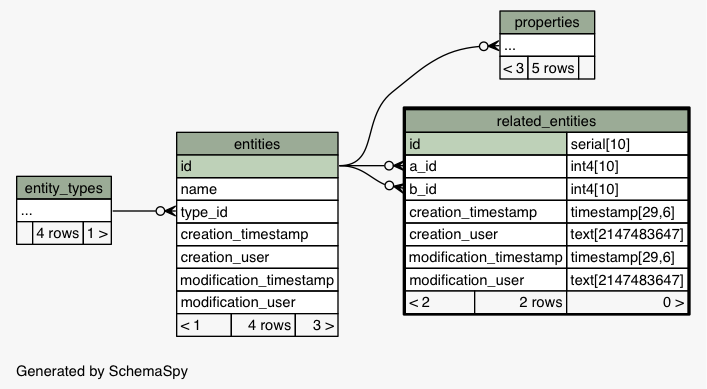 properties
...
< 3 5 rows
related_entities
id serial[10]
a_id int4[10]
b_id int4[10]
creation_timestamp timestamp[29,6]
creation_user text[2147483647]
modification_timestamp timestamp[29,6]
modification_user text[2147483647]
< 2 2 rows 0 >
entities
id
name
type_id
creation_timestamp
creation_user
modification_timestamp
modification_user
< 1 4 rows 3 >
entity_types
...
4 rows 1 >
Generated by SchemaSpy